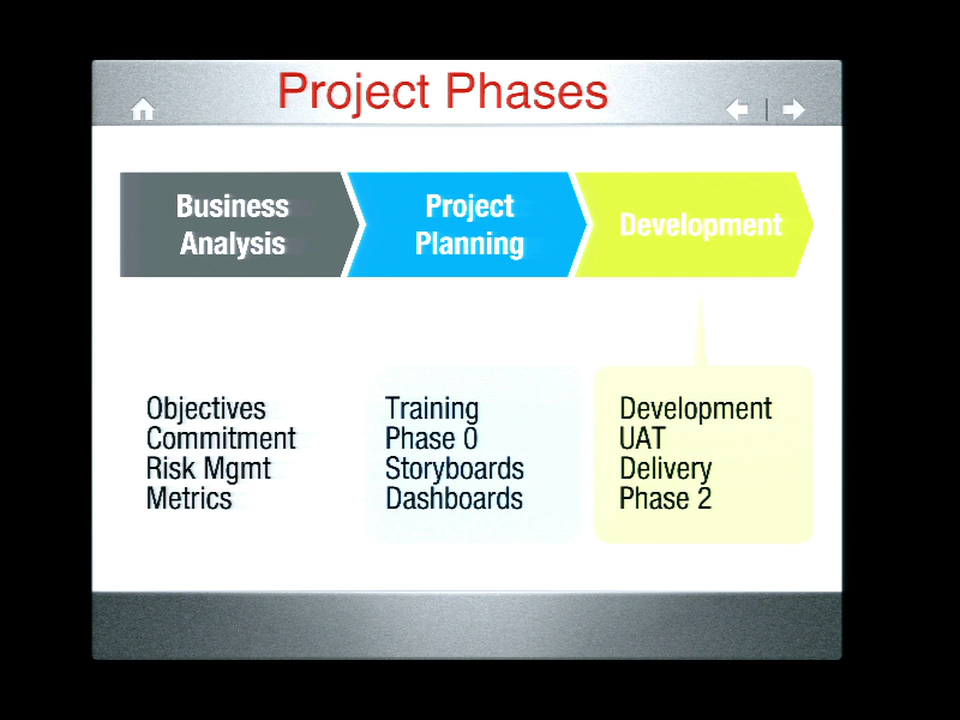 Project Phases
Business
Analysis
Project
Planning
Development
Objectives
Commitment
Risk Mgmt
Metrics
Training
Phase 0
Storyboards
Dashboards
Development
UAT
Delivery
Phase 2